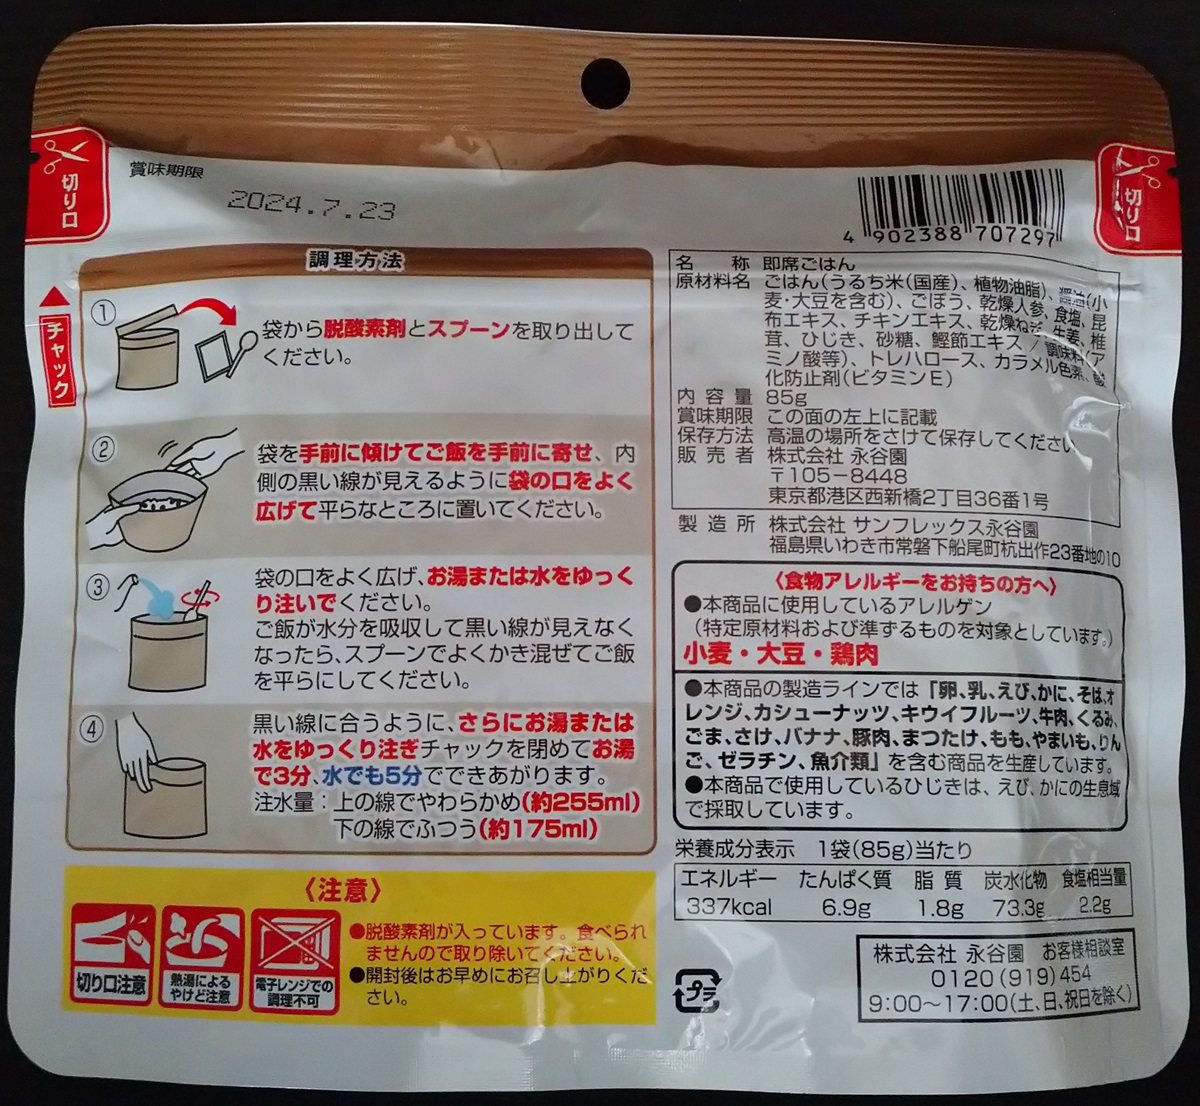 切り口
賞味期限
2024.7.23
4 902388 707297
切り口
チャック
調理方法
①
袋から脱酸素剤とスプーンを取り出して
ください。
②
袋を手前に傾けてご飯を手前に寄せ、内
側の黒い線が見えるように袋の口をよく
広げて平らなところに置いてください。
③
袋の口をよく広げ、お湯または水をゆっく
り注いでください。
ご飯が水分を吸収して黒い線が見えなく
なったら、スプーンでよくかき混ぜてご飯
を平らにしてください。
④
黒い線に合うように、さらにお湯または
水をゆっくり注ぎチャックを閉めてお湯
で3分、水でも5分でできあがります。
注水量：上の線でやわらかめ(約255ml)
下の線でふつう(約175ml)
〈注意〉
切り口注意
熱湯による
やけど注意
電子レンジでの
調理不可
●脱酸素剤が入っています。食べられ
ませんので取り除いてください。
●開封後はお早めにお召し上がりくだ
さい。
名称 即席ごはん
原材料名 ごはん(うるち米(国産)、植物油脂)、醤油(小
麦・大豆を含む)、ごぼう、乾燥人参、食塩、昆
布エキス、チキンエキス、乾燥ねぎ、生姜、椎
茸、ひじき、砂糖、鰹節エキス/調味料(ア
ミノ酸等)、トレハロース、カラメル色素、酸
化防止剤(ビタミンE)
内容量 85g
賞味期限 この面の左上に記載
保存方法 高温の場所をさけて保存してください
販売者 株式会社 永谷園
〒105-8448
東京都港区西新橋2丁目36番1号
製造所 株式会社 サンフレックス永谷園
福島県いわき市常磐下船尾町杭出作23番地の10
〈食物アレルギーをお持ちの方へ〉
●本商品に使用しているアレルゲン
(特定原材料および準ずるものを対象としています。)
小麦・大豆・鶏肉
●本商品の製造ラインでは「卵、乳、えび、かに、そば、オ
レンジ、カシューナッツ、キウイフルーツ、牛肉、くるみ、
ごま、さけ、バナナ、豚肉、まつたけ、もも、やまいも、りん
ご、ゼラチン、魚介類」を含む商品を生産しています。
●本商品で使用しているひじきは、えび、かにの生息域
で採取しています。
栄養成分表示 1袋(85g)当たり
エネルギー たんぱく質 脂質 炭水化物 食塩相当量
337kcal 6.9g 1.8g 73.3g 2.2g
プラ
株式会社 永谷園 お客様相談室
0120(919)454
9:00～17:00(土、日、祝日を除く)